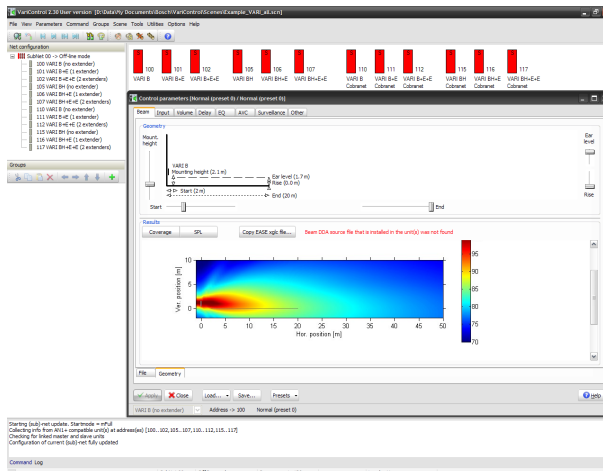 VariControl 2.30 User version [D:\Data\My Documents\Bosch\VariControl\Scenes\Example_VARI_all.scn]
File View Parameters Command Groups Scene Tools Utilities Options Help
Net configuration
SubNet 00 -> Off-line mode
100 VARI B (no extender)
101 VARI B+E (1 extender)
102 VARI B+E+E (2 extenders)
105 VARI BH (no extender)
106 VARI BH+E (1 extender)
107 VARI BH+E+E (2 extenders)
110 VARI B (no extender)
111 VARI B+E (1 extender)
112 VARI B+E+E (2 extenders)
115 VARI BH (no extender)
116 VARI BH+E (1 extender)
117 VARI BH+E+E (2 extenders)
Groups
100 101 102 105 106 107 110 111 112 115 116 117
VARI B VARI B+E VARI B+E+E VARI BH VARI BH+E VARI BH+E+E VARI B VARI B+E VARI B+E+E VARI BH VARI BH+E VARI BH+E+E
Cobranet Cobranet Cobranet Cobranet Cobranet Cobranet
Control parameters [Normal (preset 0) / Normal (preset 0)]
Beam Input Volume Delay EQ AVC Surveillance Other
Geometry
Mount. height
Ear level
VARI B
Mounting height (2.1 m)
Ear level (1.7 m)
Rise (0.0 m)
Start (2 m)
End (20 m)
Rise
Start
End
Results
Coverage SPL Copy EASE xglc file... Beam DDA source file that is installed in the unit(s) was not found
Ver. position [m]
10
5
0
0 5 10 15 20 25 30 35 40 45 50
Hor. position [m]
95
90
85
80
75
70
File Geometry
Apply Close Load... Save... Presets Help
VARI B (no extender) Address -> 100 Normal (preset 0)
Starting (sub)-net update. Startmode = mFull
Collecting info from AN1+ compatible unit(s) at address(es) [100..102,105..107,110..112,115..117]
Checking for linked master and slave units
Configuration of current (sub)-net fully updated
Command Log